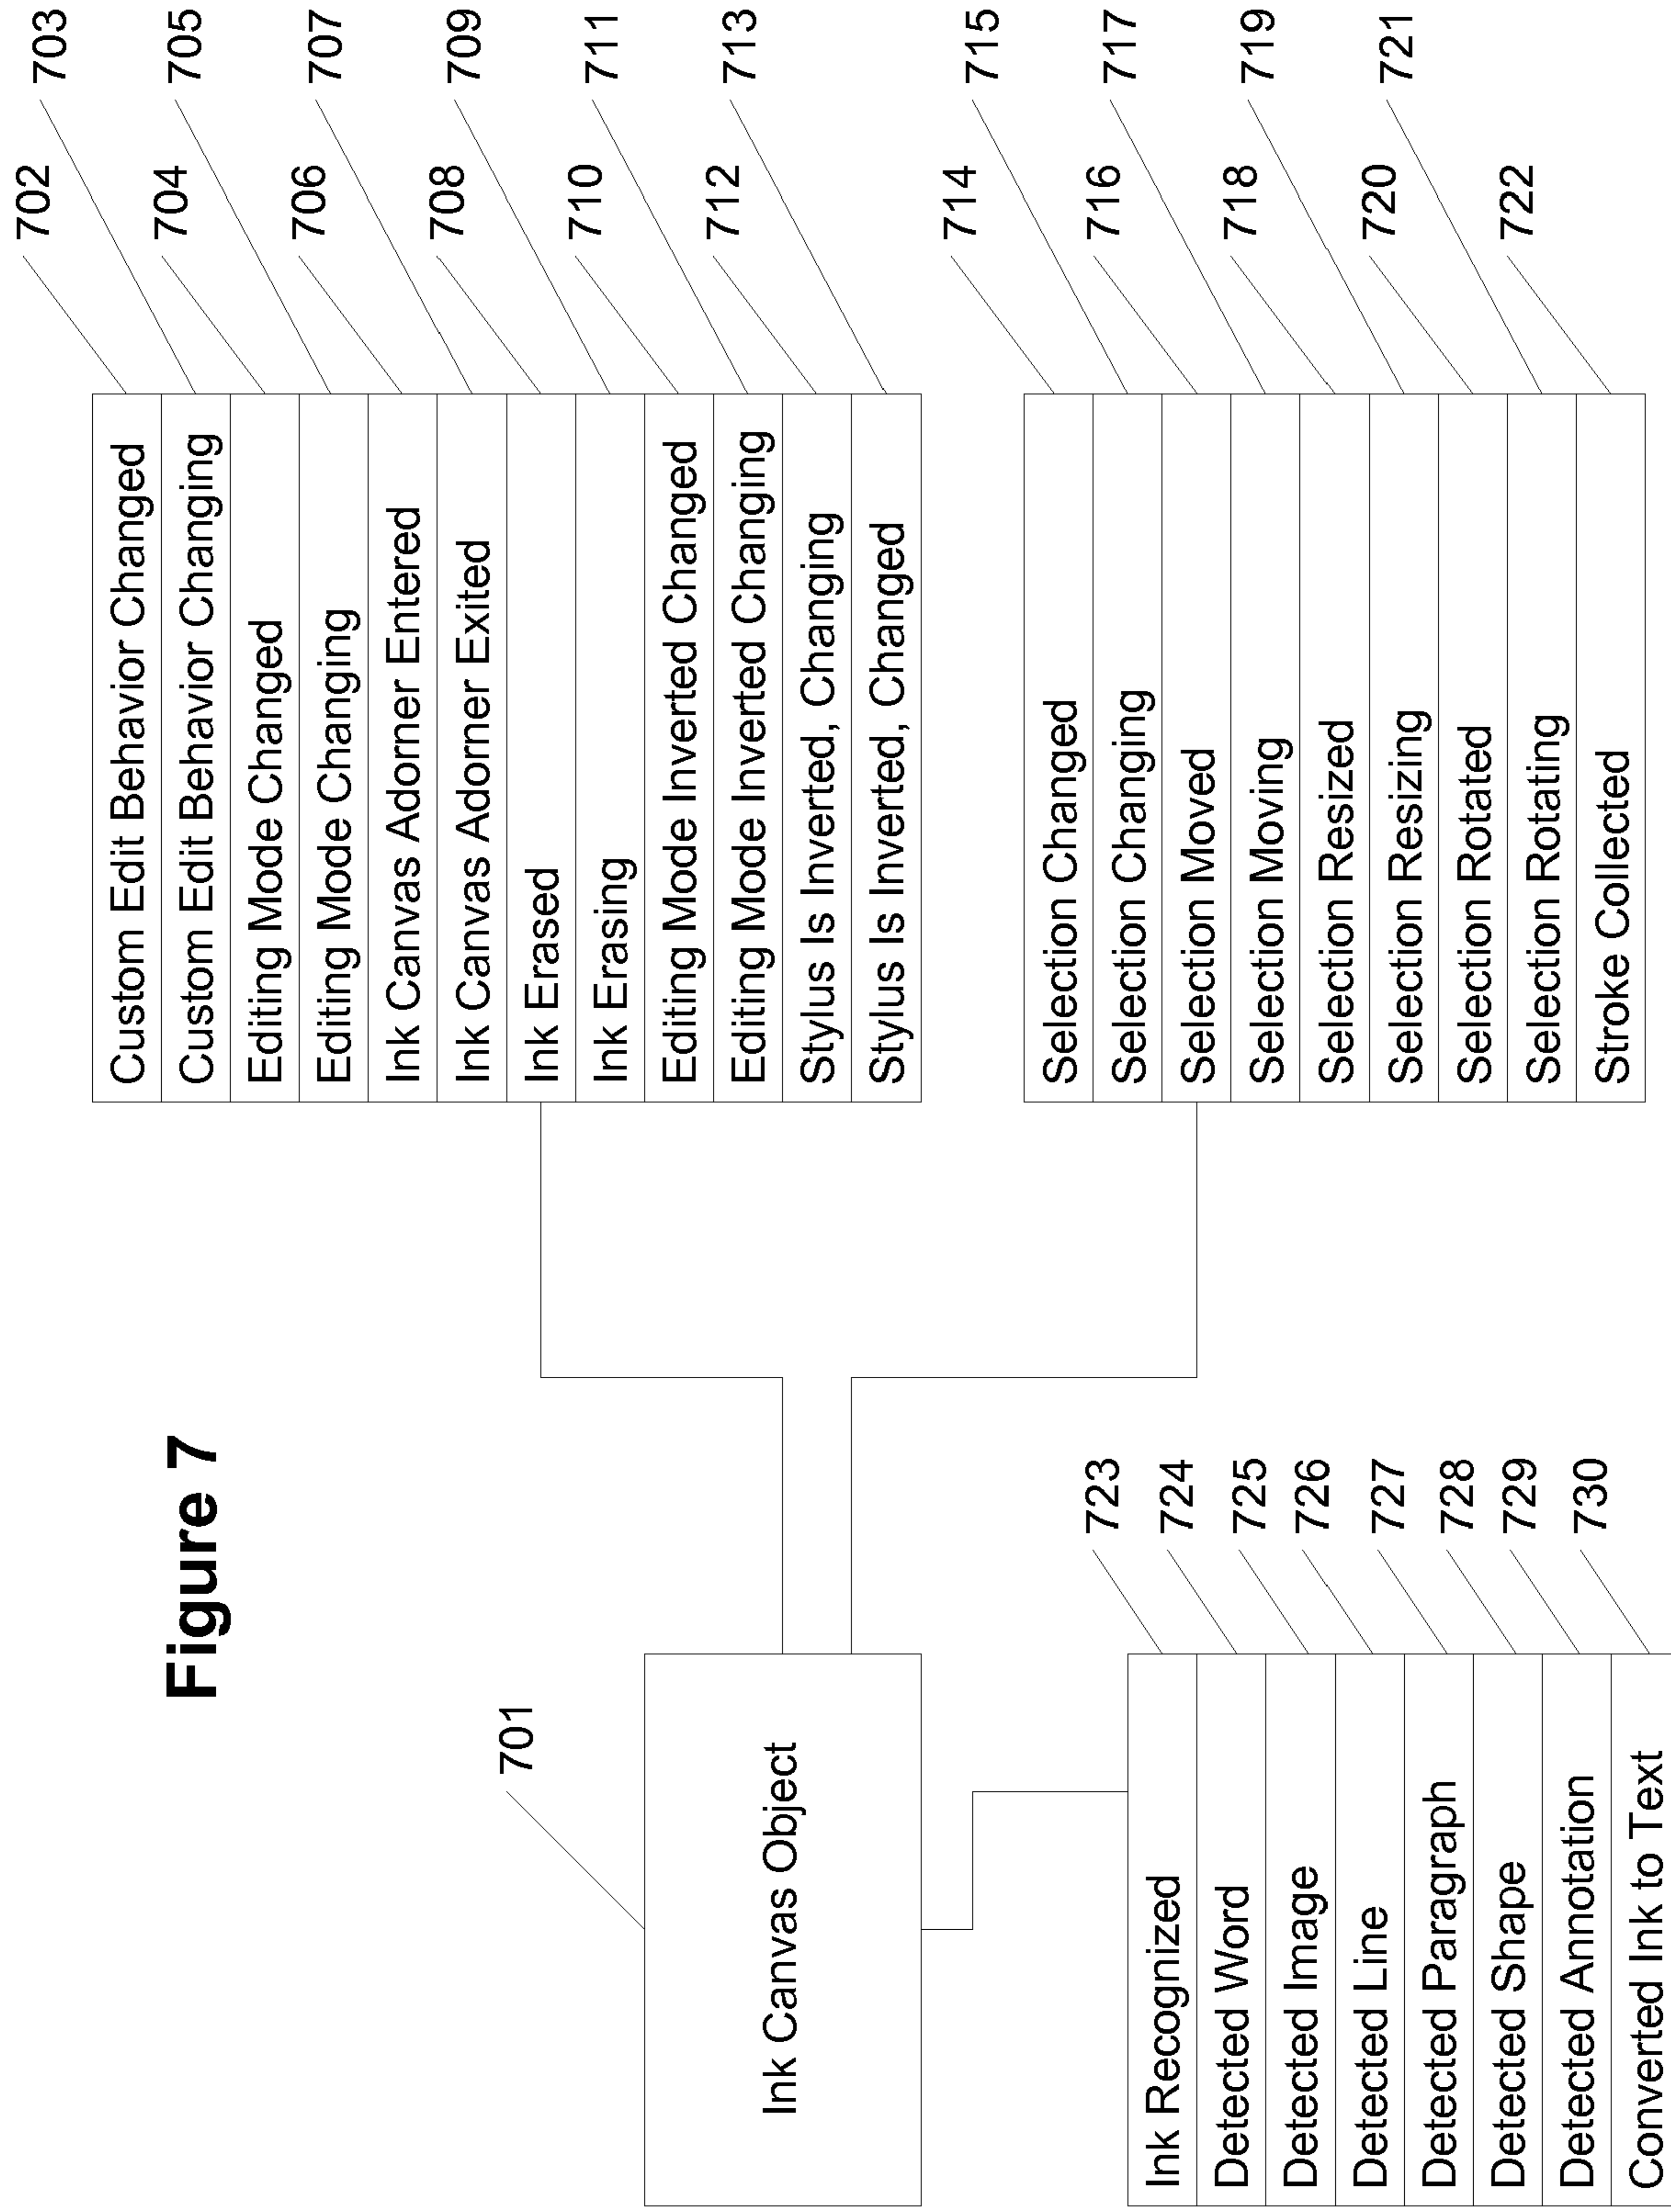 Figure 7
701
Ink Canvas Object
Custom Edit Behavior Changed
702
Custom Edit Behavior Changing
703
Editing Mode Changed
704
Editing Mode Changing
705
Ink Canvas Adorner Entered
706
Ink Canvas Adorner Exited
707
Ink Erased
708
Ink Erasing
709
Editing Mode Inverted Changed
710
Editing Mode Inverted Changing
711
Stylus Is Inverted, Changing
712
Stylus Is Inverted, Changed
713
Selection Changed
714
Selection Changing
715
Selection Moved
716
Selection Moving
717
Selection Resized
718
Selection Resizing
719
Selection Rotated
720
Selection Rotating
721
Stroke Collected
722
Ink Recognized
723
Detected Word
724
Detected Image
725
Detected Line
726
Detected Paragraph
727
Detected Shape
728
Detected Annotation
729
Converted Ink to Text
730